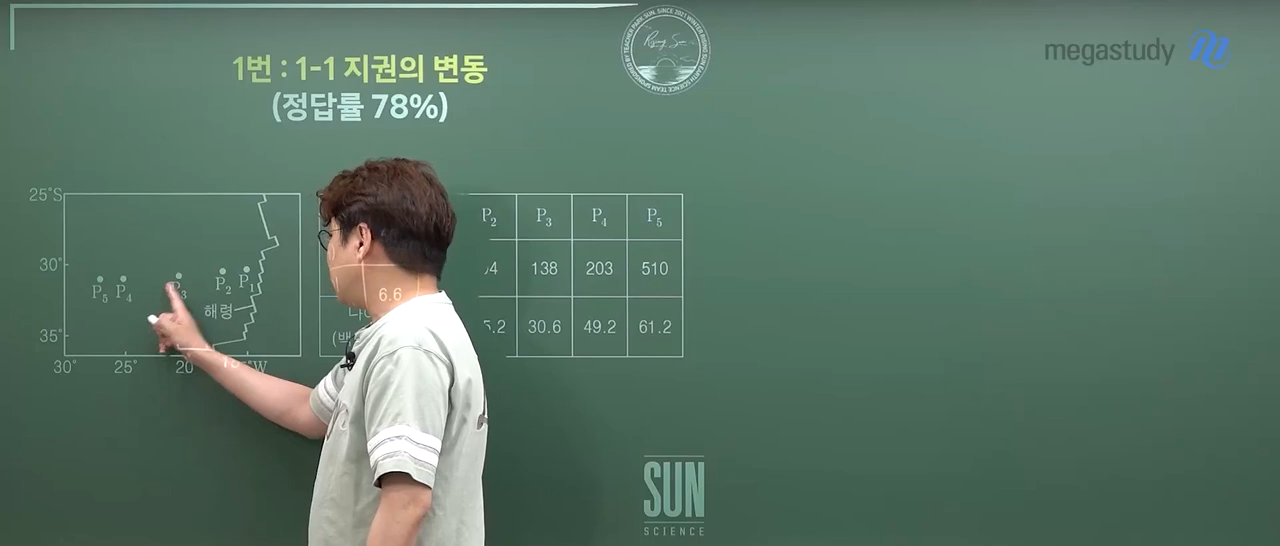 megastudy
1번 : 1-1 지권의 변동
(정답률 78%)
25°S
30°
35°
30° 25° 20
P5 P4 P3 P2 P1
해령
P2 P3 P4 P5
138 203 510
6.6
30.6 49.2 61.2
SUN
SCIENCE